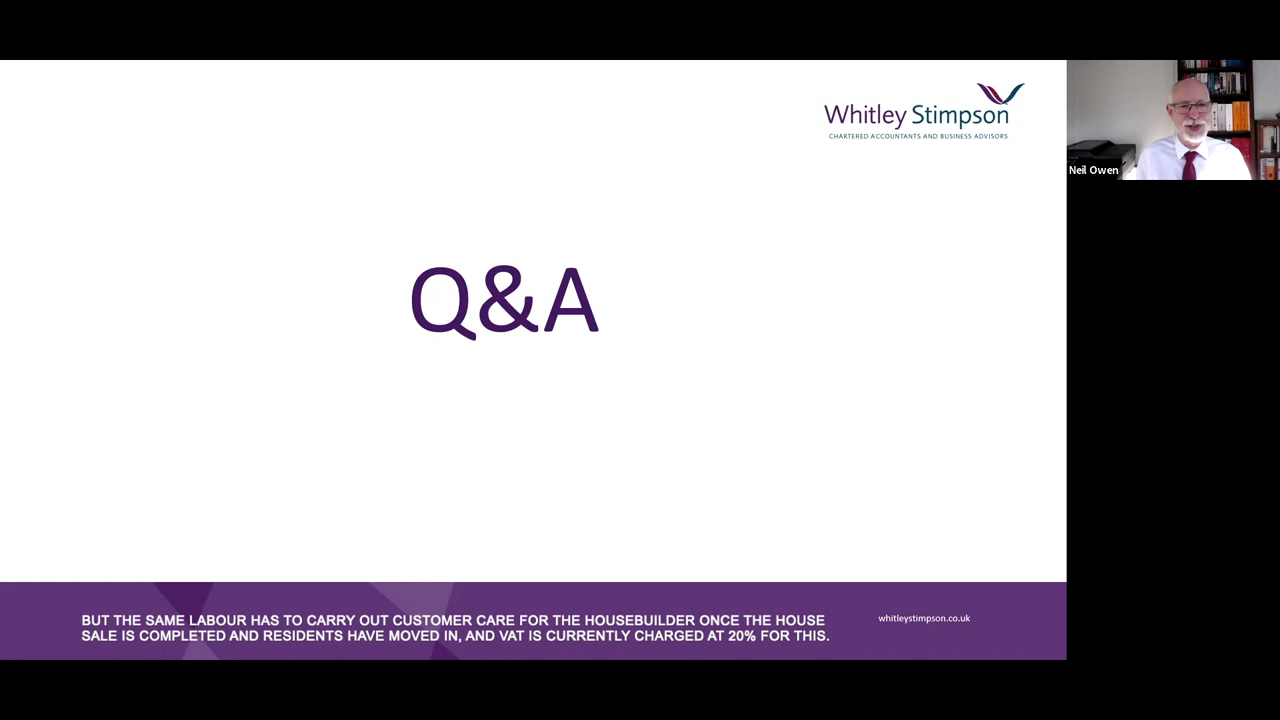 Whitley Stimpson
CHARTERED ACCOUNTANTS AND BUSINESS ADVISORS
Neil Owen
Q&A
BUT THE SAME LABOUR HAS TO CARRY OUT CUSTOMER CARE FOR THE HOUSEBUILDER ONCE THE HOUSE
SALE IS COMPLETED AND RESIDENTS HAVE MOVED IN, AND VAT IS CURRENTLY CHARGED AT 20% FOR THIS.
whitleystimpson.co.uk